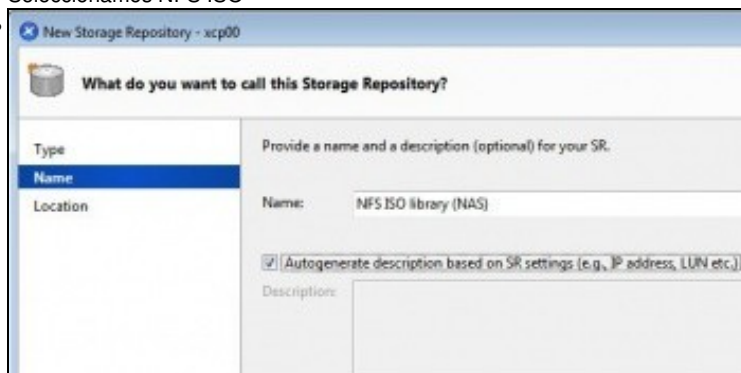 Seleccionamos NFS ISO
New Storage Repository - xcp00
What do you want to call this Storage Repository?
Type
Provide a name and a description (optional) for your SR.
Name
Location
Name: NFS ISO library (NAS)
Autogenerate description based on SR settings (e.g., IP address, LUN etc.)
Description: